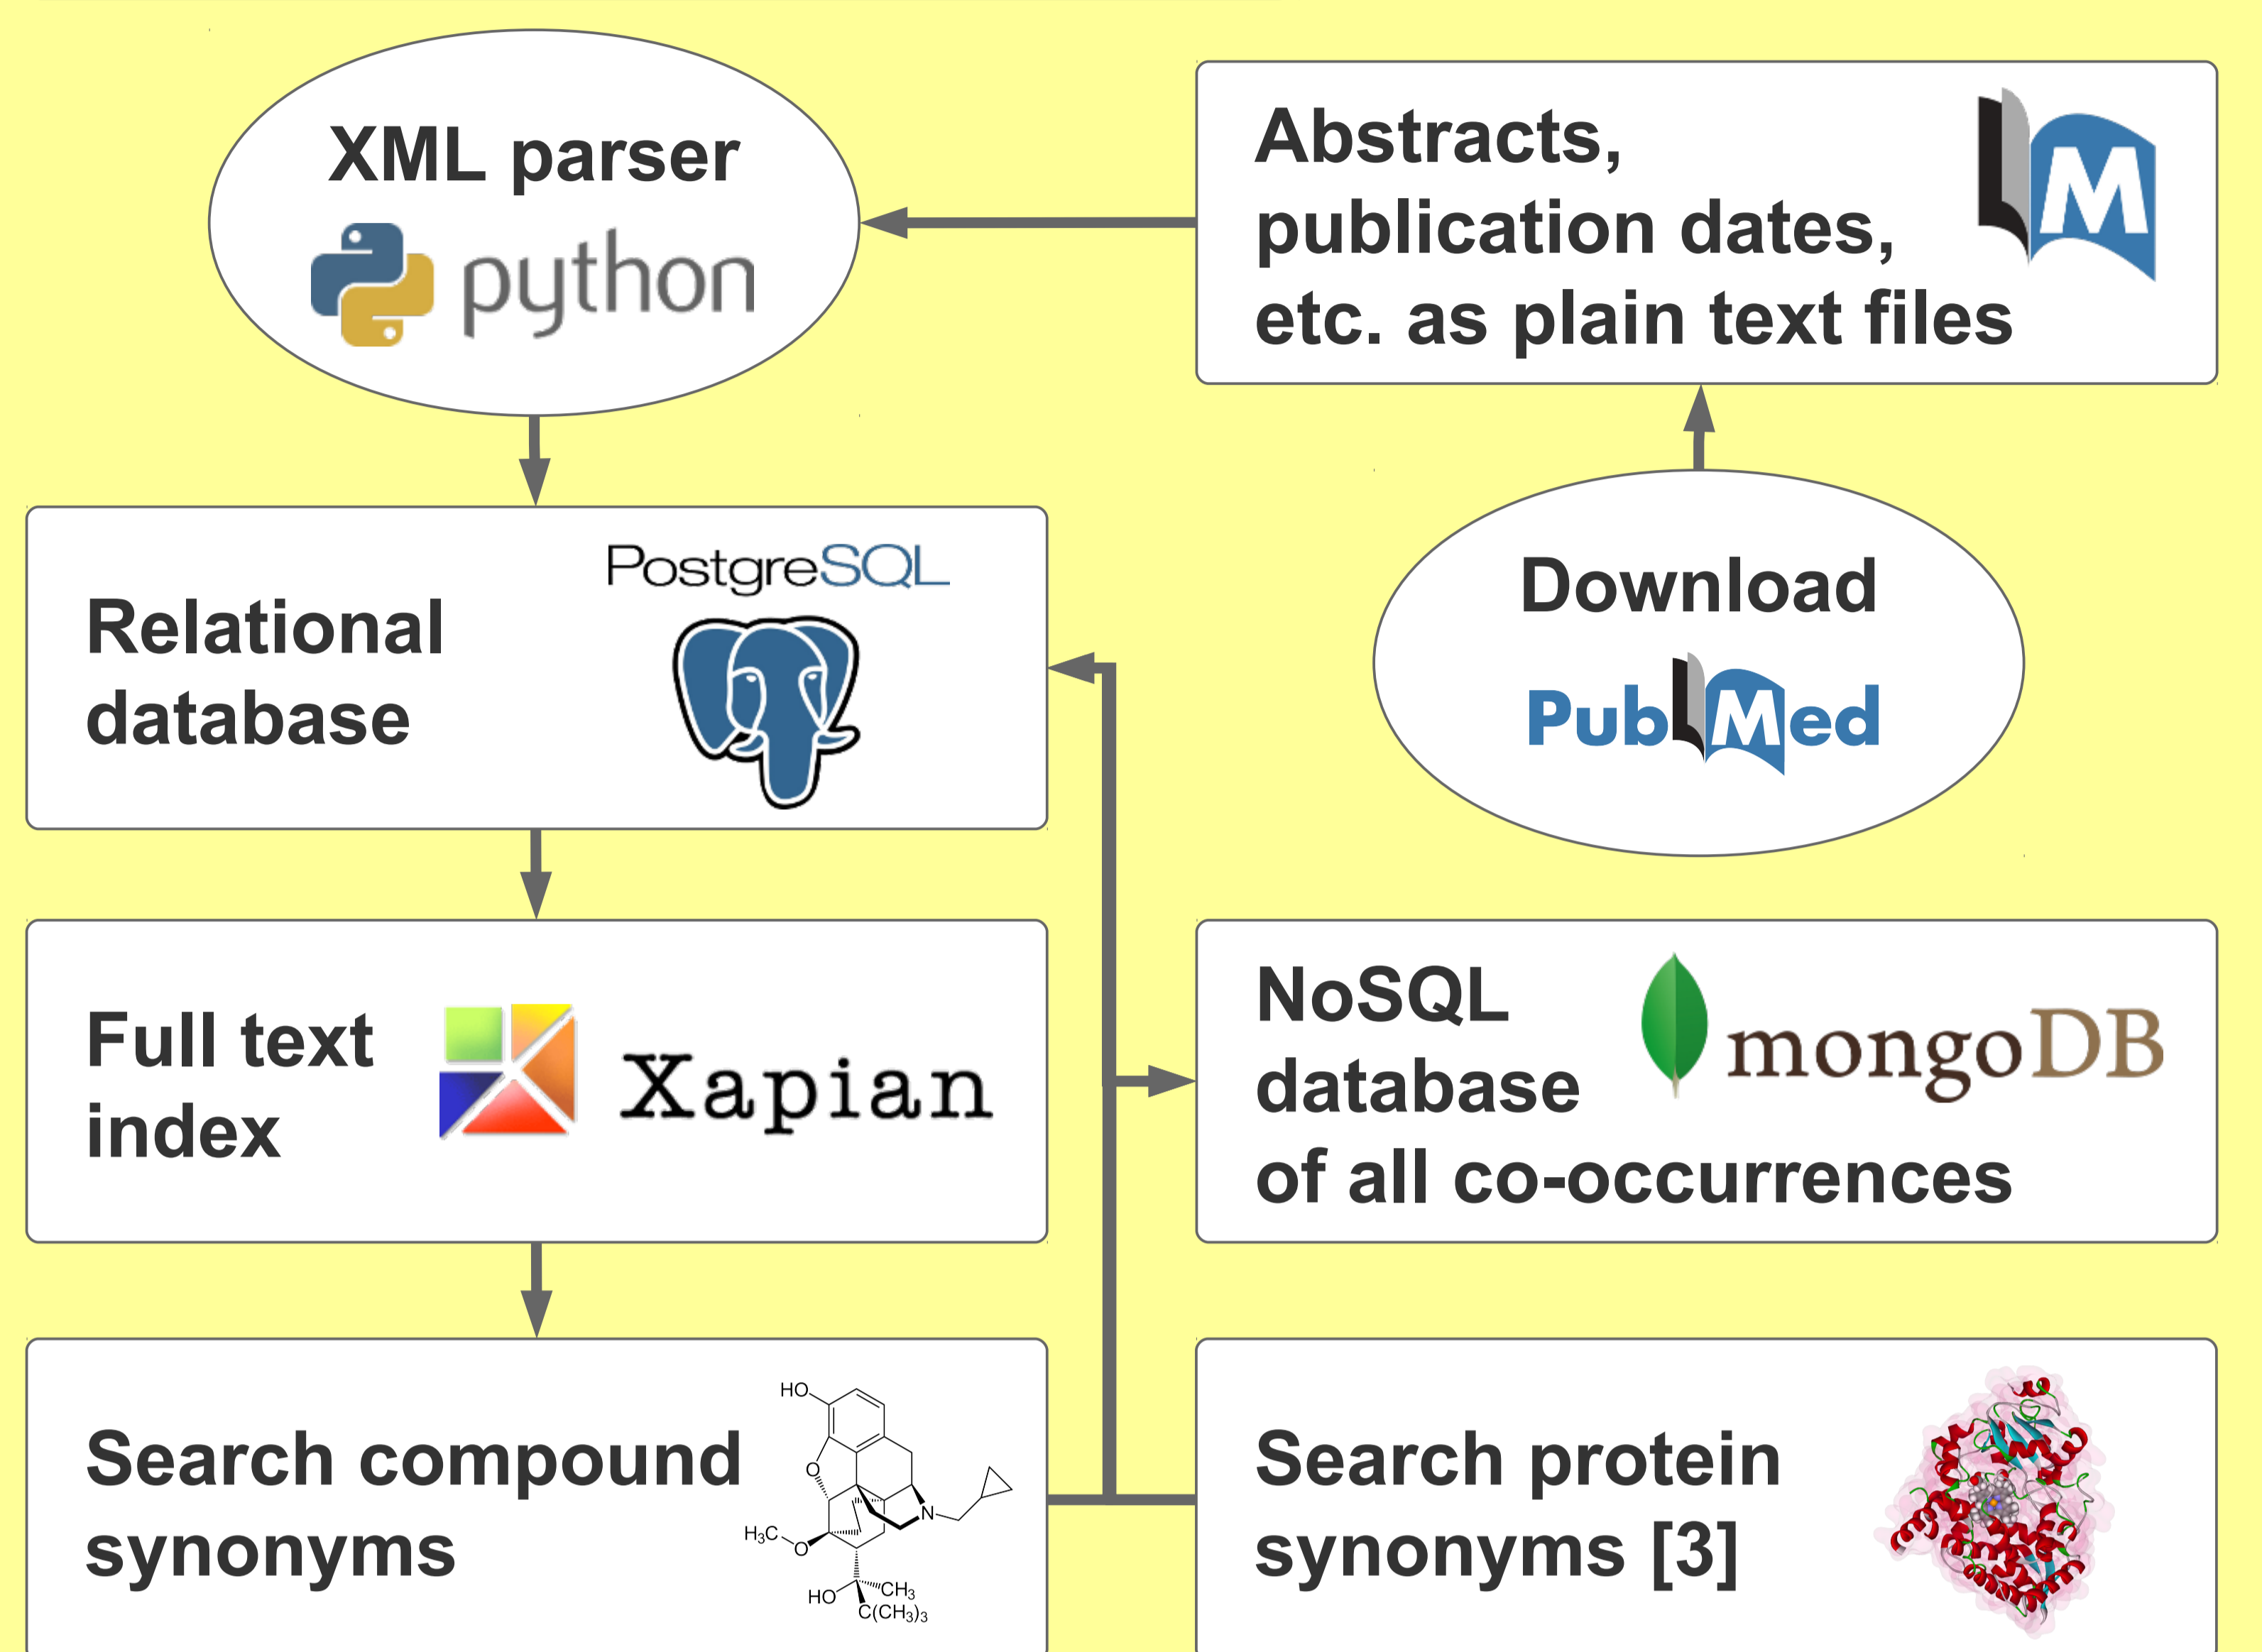 XML parser
python
Abstracts,
publication dates,
etc. as plain text files
M
Relational
database
PostgreSQL
Download
PubMed
Full text
index
Xapian
NoSQL
database
of all co-occurrences
mongoDB
Search compound
synonyms
HO
O
N
H₃C
O
HO
CH₃
C(CH₃)₃
Search protein
synonyms [3]